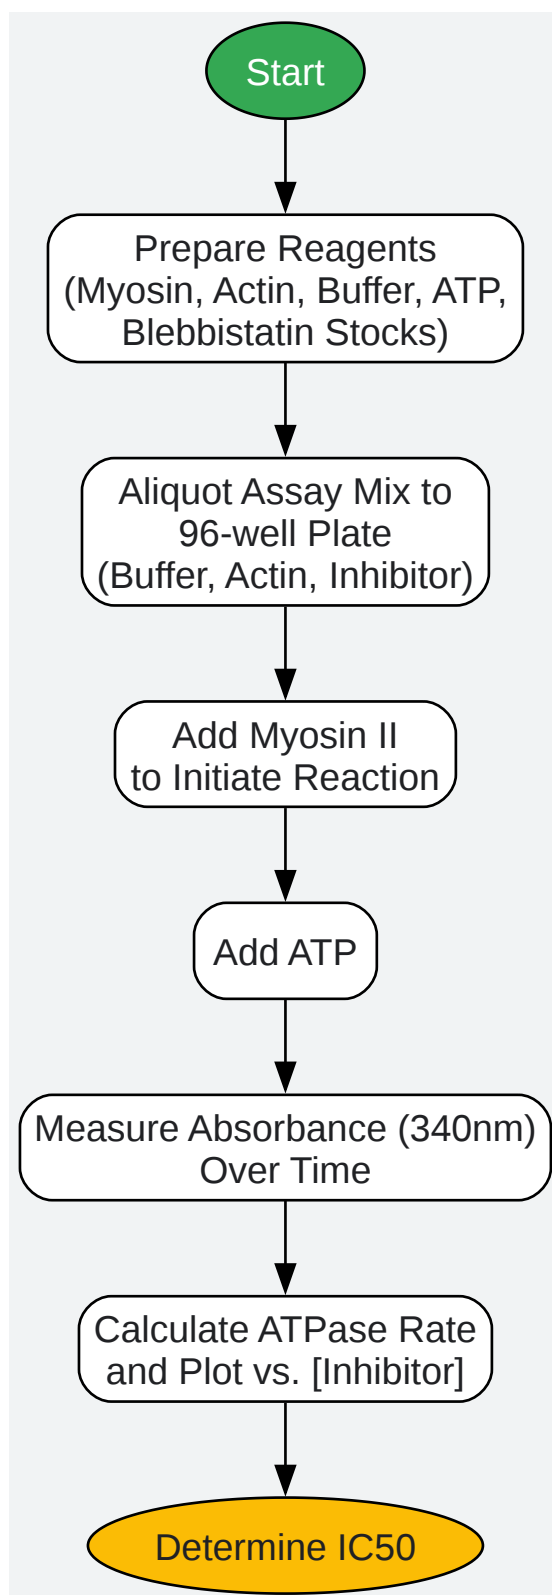 Start
Prepare Reagents
(Myosin, Actin, Buffer, ATP,
Blebbistatin Stocks)
Aliquot Assay Mix to
96-well Plate
(Buffer, Actin, Inhibitor)
Add Myosin II
to Initiate Reaction
Add ATP
Measure Absorbance (340nm)
Over Time
Calculate ATPase Rate
and Plot vs. [Inhibitor]
Determine IC50